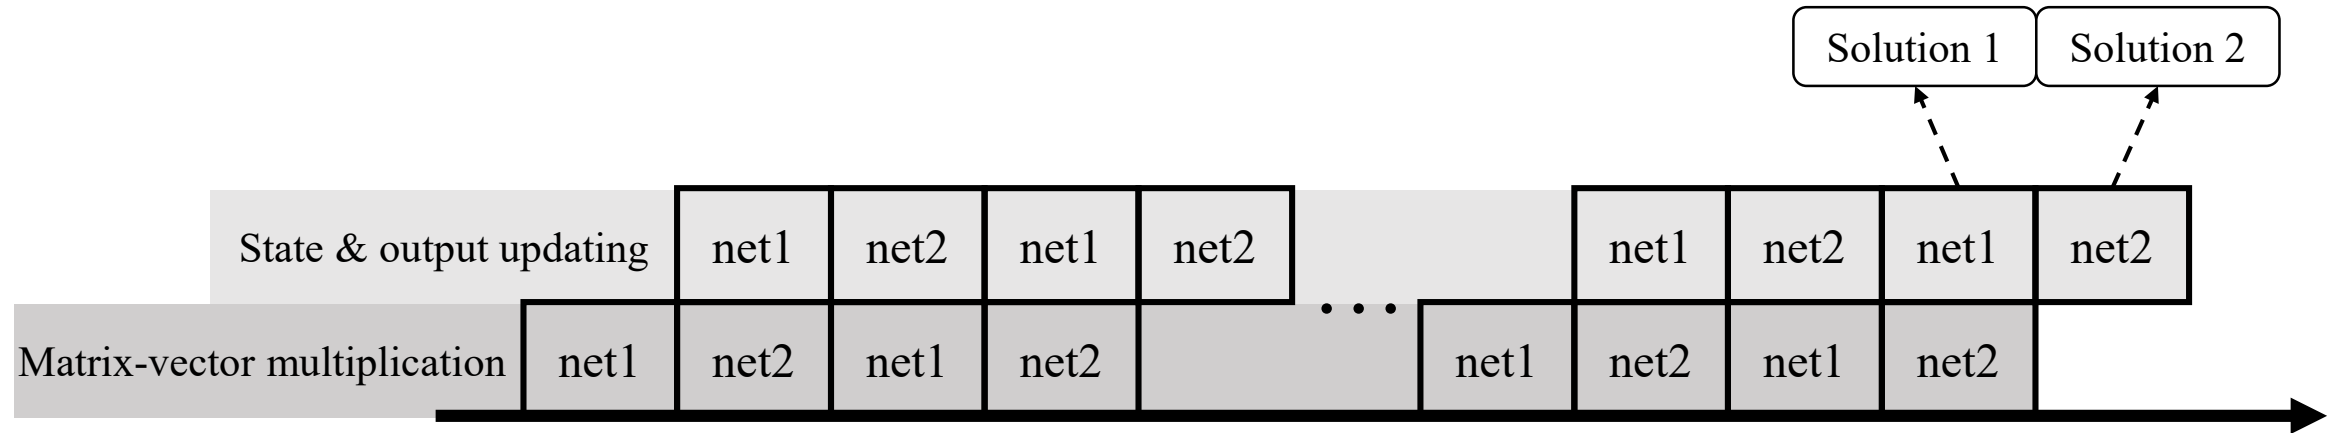 Solution 1 Solution 2
State & output updating net1 net2 net1 net2 net1 net2 net1 net2
. . .
Matrix-vector multiplication net1 net2 net1 net2 net1 net2 net1 net2